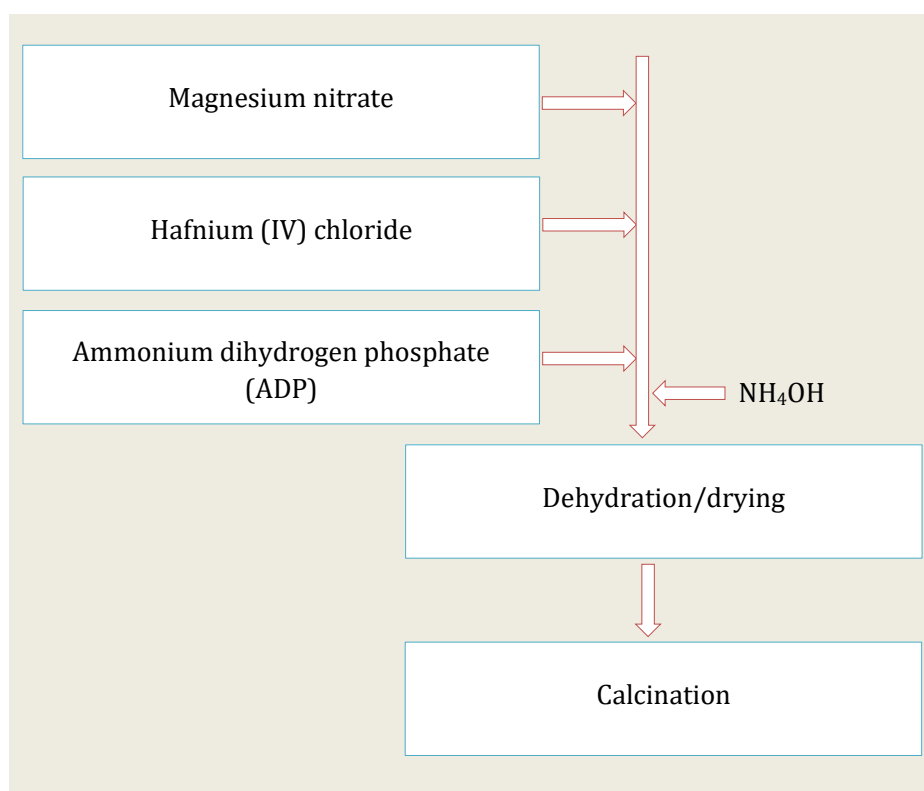 Magnesium nitrate
Hafnium (IV) chloride
Ammonium dihydrogen phosphate
(ADP)
NH₄OH
Dehydration/drying
Calcination